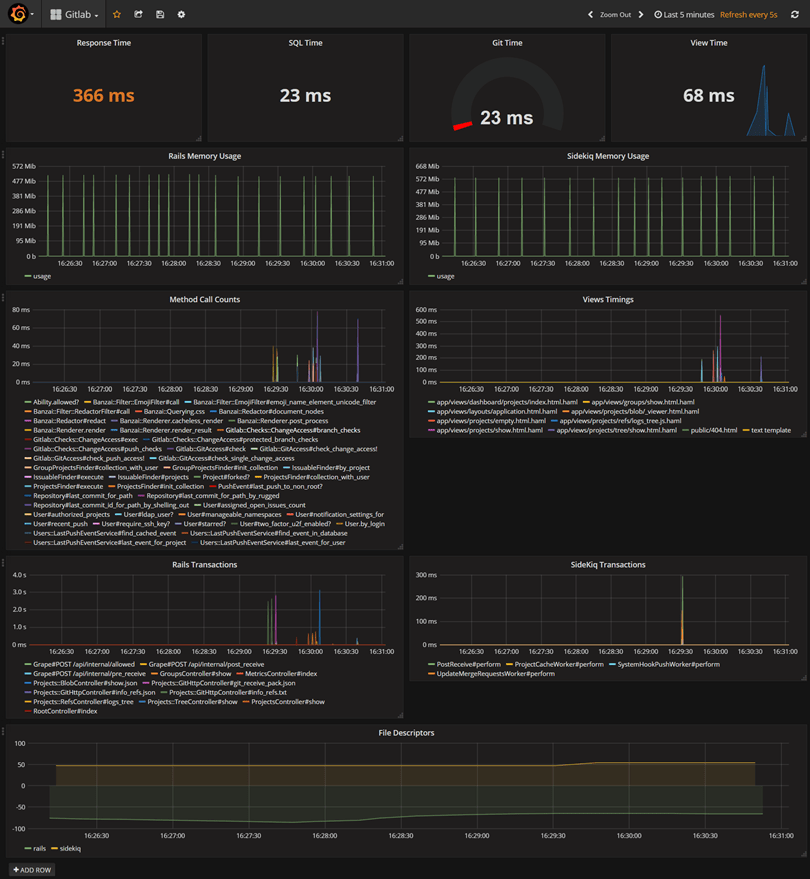 Gitlab
Zoom Out
Last 5 minutes Refresh every 5s
Response Time
366 ms
SQL Time
23 ms
Git Time
23 ms
View Time
68 ms
Rails Memory Usage
572 Mib
477 Mib
381 Mib
286 Mib
191 Mib
95 Mib
0 b
16:26:30 16:27:00 16:27:30 16:28:00 16:28:30 16:29:00 16:29:30 16:30:00 16:30:30 16:31:00
usage
Sidekiq Memory Usage
668 Mib
572 Mib
477 Mib
381 Mib
286 Mib
191 Mib
95 Mib
0 b
16:26:30 16:27:00 16:27:30 16:28:00 16:28:30 16:29:00 16:29:30 16:30:00 16:30:30 16:31:00
usage
Method Call Counts
80 ms
60 ms
40 ms
20 ms
0 ms
16:26:30 16:27:00 16:27:30 16:28:00 16:28:30 16:29:00 16:29:30 16:30:00 16:30:30 16:31:00
Ability.allowed? Banzai::Filter::EmojiFilter#call Banzai::Filter::EmojiFilter#emoji_name_element_unicode_filter
Banzai::Filter::RedactorFilter#call Banzai::Querying.css Banzai::Redactor#document_nodes
Banzai::Redactor#redact Banzai::Renderer.cacheless_render Banzai::Renderer.post_process
Banzai::Renderer.render Banzai::Renderer.render_result Gitlab::Checks::ChangeAccess#branch_checks
Gitlab::Checks::ChangeAccess#exec Gitlab::Checks::ChangeAccess#protected_branch_checks
Gitlab::Checks::ChangeAccess#push_checks Gitlab::GitAccess#check Gitlab::GitAccess#check_change_access!
Gitlab::GitAccess#check_push_access! Gitlab::GitAccess#check_single_change_access
GroupProjectsFinder#collection_with_user GroupProjectsFinder#init_collection IssuableFinder#by_project
IssuableFinder#execute IssuableFinder#projects Project#forked? ProjectsFinder#collection_with_user
ProjectsFinder#execute ProjectsFinder#init_collection PushEvent#last_push_to_non_root?
Repository#last_commit_for_path Repository#last_commit_for_path_by_rugged
Repository#last_commit_id_for_path_by_shelling_out User#assigned_open_issues_count
User#authorized_projects User#ldap_user? User#manageable_namespaces User#notification_settings_for
User#recent_push User#require_ssh_key? User#starred? User#two_factor_u2f_enabled? User.by_login
Users::LastPushEventService#find_cached_event Users::LastPushEventService#find_event_in_database
Users::LastPushEventService#last_event_for_project Users::LastPushEventService#last_event_for_user
Views Timings
600 ms
500 ms
400 ms
300 ms
200 ms
100 ms
0 ms
16:26:30 16:27:00 16:27:30 16:28:00 16:28:30 16:29:00 16:29:30 16:30:00 16:30:30 16:31:00
app/views/dashboard/projects/index.html.haml app/views/groups/show.html.haml
app/views/layouts/application.html.haml app/views/projects/blob/_viewer.html.haml
app/views/projects/empty.html.haml app/views/projects/refs/logs_tree.js.haml
app/views/projects/show.html.haml app/views/projects/tree/show.html.haml public/404.html text template
Rails Transactions
4.0 s
3.0 s
2.0 s
1.0 s
0 ms
16:26:30 16:27:00 16:27:30 16:28:00 16:28:30 16:29:00 16:29:30 16:30:00 16:30:30 16:31:00
Grape#POST /api/internal/allowed Grape#POST /api/internal/post_receive
Grape#POST /api/internal/pre_receive GroupsController#show MetricsController#index
Projects::BlobController#show.json Projects::GitHttpController#git_receive_pack.json
Projects::GitHttpController#info_refs.json Projects::GitHttpController#info_refs.txt
Projects::RefsController#logs_tree Projects::TreeController#show ProjectsController#show
RootController#index
SideKiq Transactions
300 ms
200 ms
100 ms
0 ms
16:26:30 16:27:00 16:27:30 16:28:00 16:28:30 16:29:00 16:29:30 16:30:00 16:30:30 16:31:00
PostReceive#perform ProjectCacheWorker#perform SystemHookPushWorker#perform
UpdateMergeRequestsWorker#perform
File Descriptors
100
50
0
-50
-100
16:26:30 16:27:00 16:27:30 16:28:00 16:28:30 16:29:00 16:29:30 16:30:00 16:30:30 16:31:00
rails sidekiq
+ ADD ROW